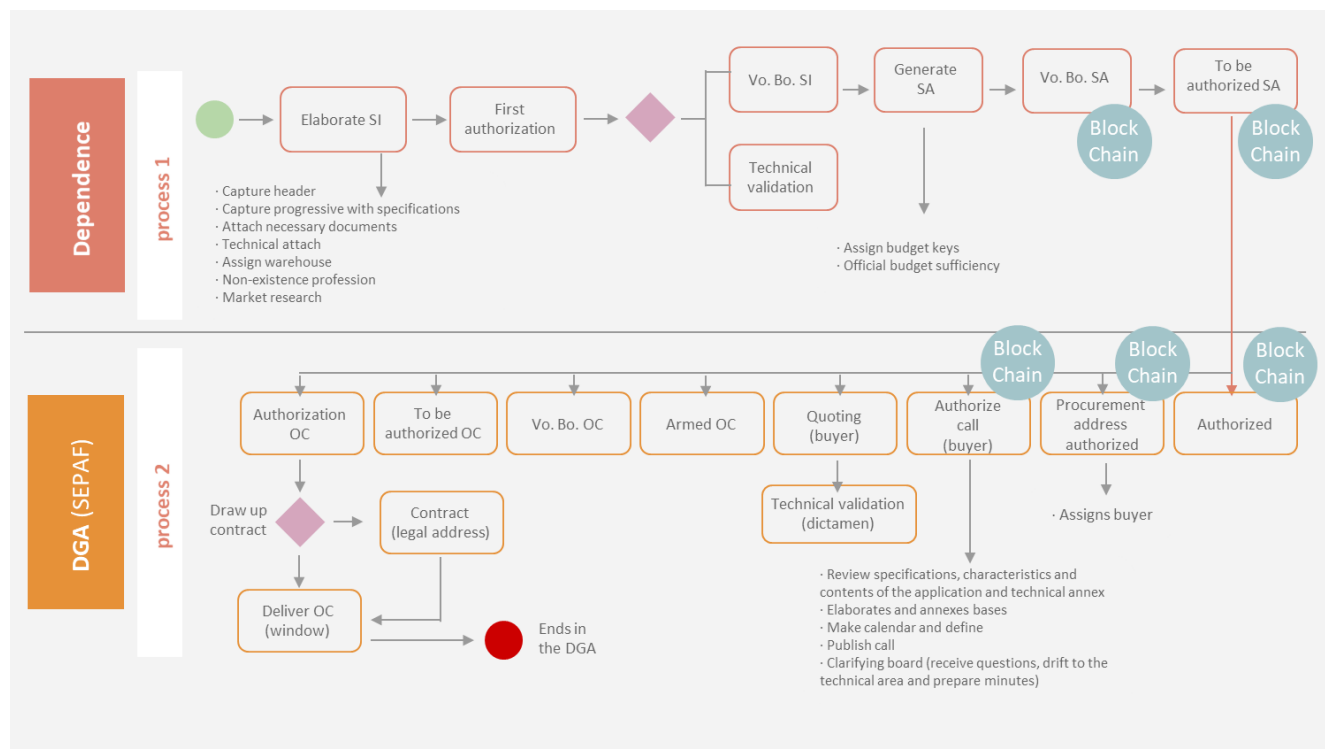 Dependence
process 1
Elaborate SI
First
authorization
Vo. Bo. SI
Technical
validation
Generate
SA
Vo. Bo. SA
Block
Chain
To be
authorized SA
Block
Chain
· Capture header
· Capture progressive with specifications
· Attach necessary documents
· Technical attach
· Assign warehouse
· Non-existence profession
· Market research
· Assign budget keys
· Official budget sufficiency
DGA (SEPAF)
process 2
Block
Chain
Block
Chain
Block
Chain
Authorization
OC
To be
authorized OC
Vo. Bo. OC
Armed OC
Quoting
(buyer)
Authorize
call
(buyer)
Procurement
address
authorized
Authorized
Draw up
contract
Contract
(legal address)
Technical validation
(dictamen)
· Assigns buyer
Deliver OC
(window)
Ends in
the DGA
· Review specifications, characteristics and
contents of the application and technical annex
· Elaborates and annexes bases
· Make calendar and define
· Publish call
· Clarifying board (receive questions, drift to the
technical area and prepare minutes)